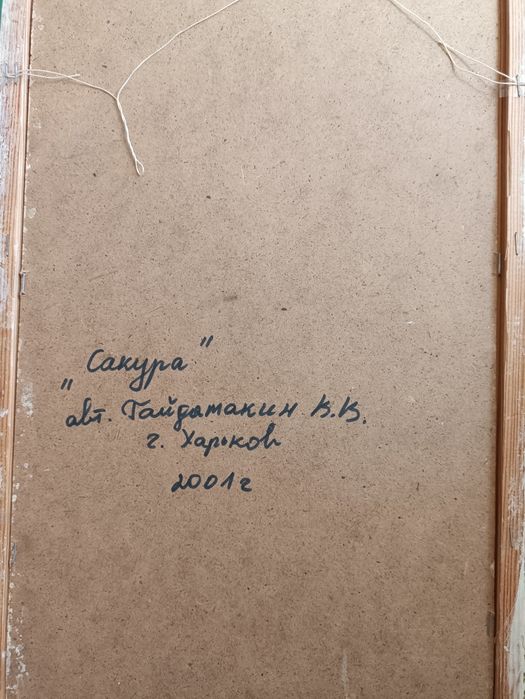 „Сакура"
авт. Гайдамакин В.В.
г. Харьков
2001г